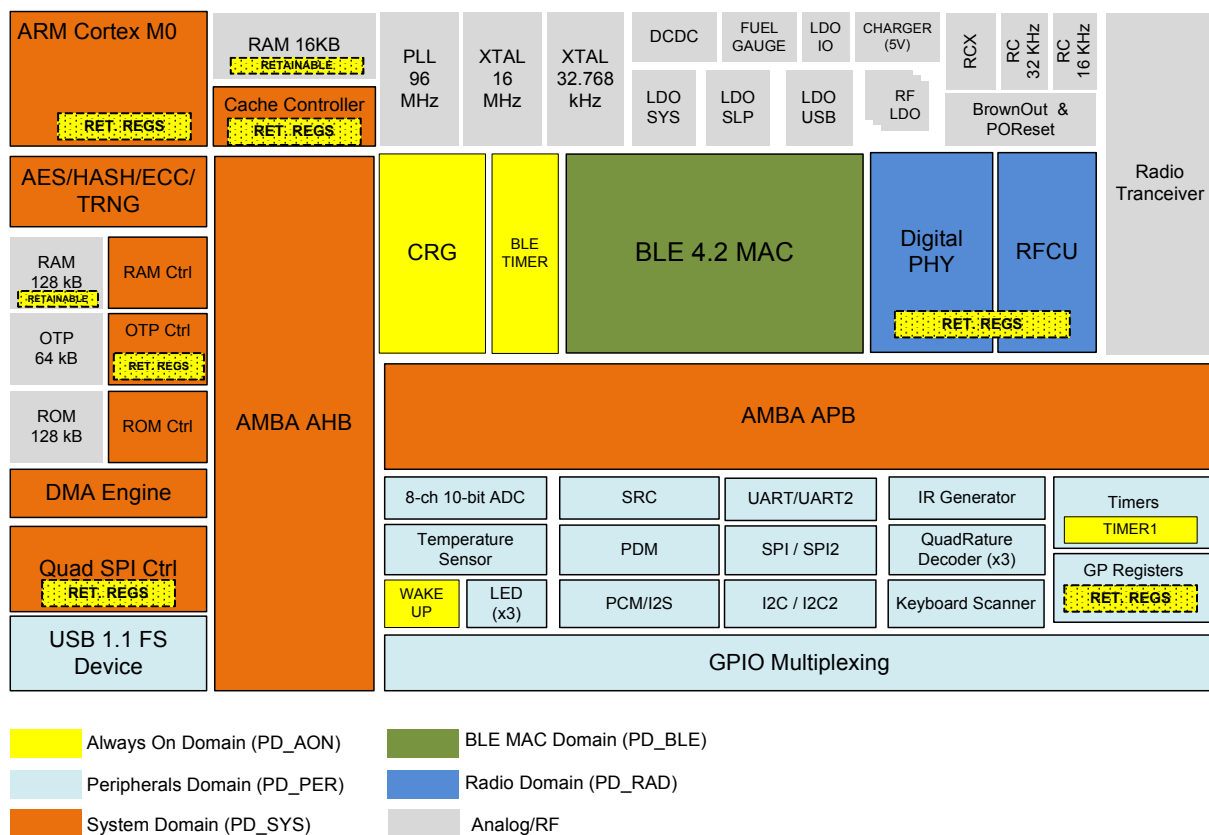 ARM Cortex M0
RET. REGS
RAM 16KB
RETAINABLE
Cache Controller
RET. REGS
PLL
96
MHz
XTAL
16
MHz
XTAL
32.768
kHz
DCDC
FUEL
GAUGE
LDO
IO
CHARGER
(5V)
LDO
SYS
LDO
SLP
LDO
USB
RF
LDO
RCX
RC
32 KHz
RC
16 KHz
BrownOut &
POReset
Radio
Tranceiver
AES/HASH/ECC/
TRNG
RAM
128 kB
RETAINABLE
RAM Ctrl
OTP
64 kB
OTP Ctrl
RET. REGS
ROM
128 kB
ROM Ctrl
DMA Engine
Quad SPI Ctrl
RET. REGS
USB 1.1 FS
Device
AMBA AHB
CRG
BLE
TIMER
BLE 4.2 MAC
Digital
PHY
RFCU
RET. REGS
AMBA APB
8-ch 10-bit ADC
SRC
UART/UART2
IR Generator
Timers
TIMER1
Temperature
Sensor
PDM
SPI / SPI2
QuadRature
Decoder (x3)
GP Registers
RET. REGS
WAKE
UP
LED
(x3)
PCM/I2S
I2C / I2C2
Keyboard Scanner
GPIO Multiplexing
Always On Domain (PD_AON)
BLE MAC Domain (PD_BLE)
Peripherals Domain (PD_PER)
Radio Domain (PD_RAD)
System Domain (PD_SYS)
Analog/RF